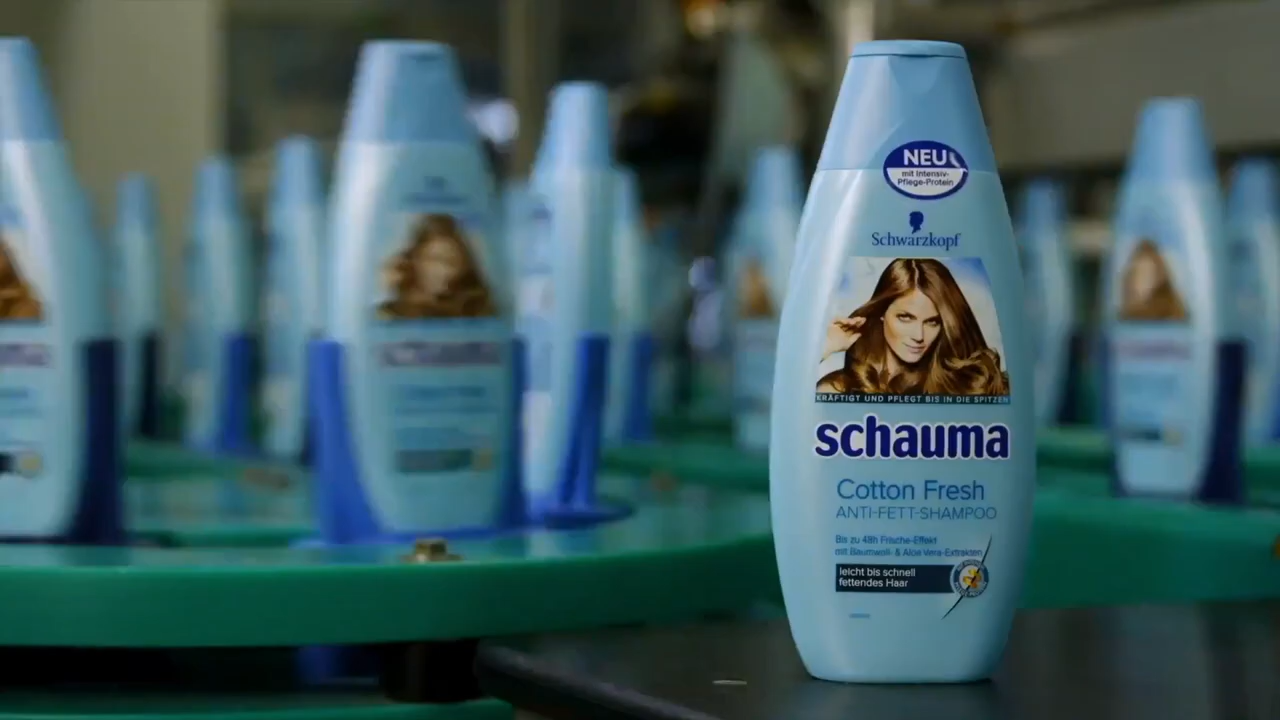 NEU
mit Intensiv-
Pflege-Protein
Schwarzkopf
KRÄFTIGT UND PFLEGT BIS IN DIE SPITZEN
schauma
Cotton Fresh
ANTI-FETT-SHAMPOO
Bis zu 48h Frische-Effekt
mit Baumwoll- & Aloe Vera-Extrakten
leicht bis schnell
fettendes Haar